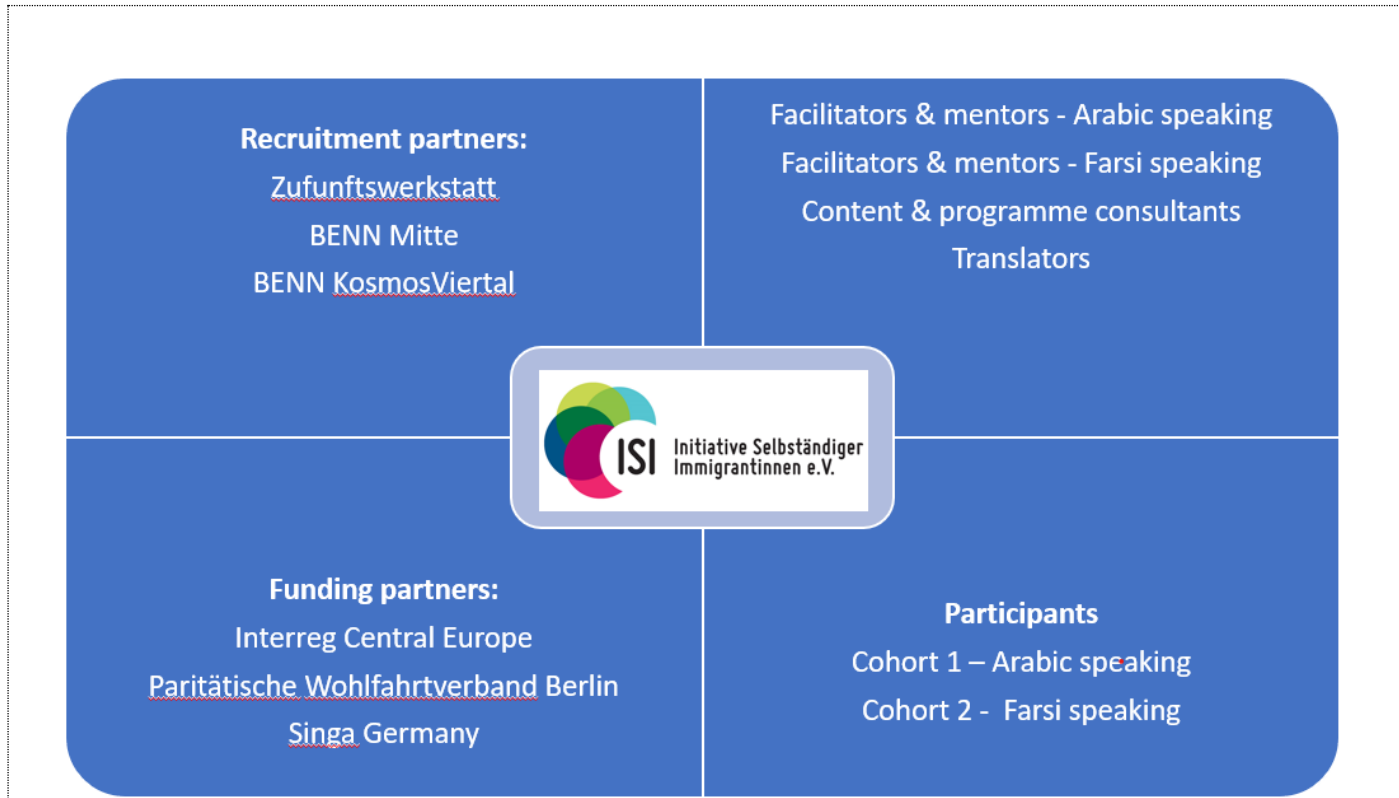 Recruitment partners:
Zufunftswerkstatt
BENN Mitte
BENN KosmosViertal
Facilitators & mentors - Arabic speaking
Facilitators & mentors - Farsi speaking
Content & programme consultants
Translators
ISI
Initiative Selbständiger
Immigrantinnen e.V.
Funding partners:
Interreg Central Europe
Paritätische Wohlfahrtverband Berlin
Singa Germany
Participants
Cohort 1 – Arabic speaking
Cohort 2 - Farsi speaking